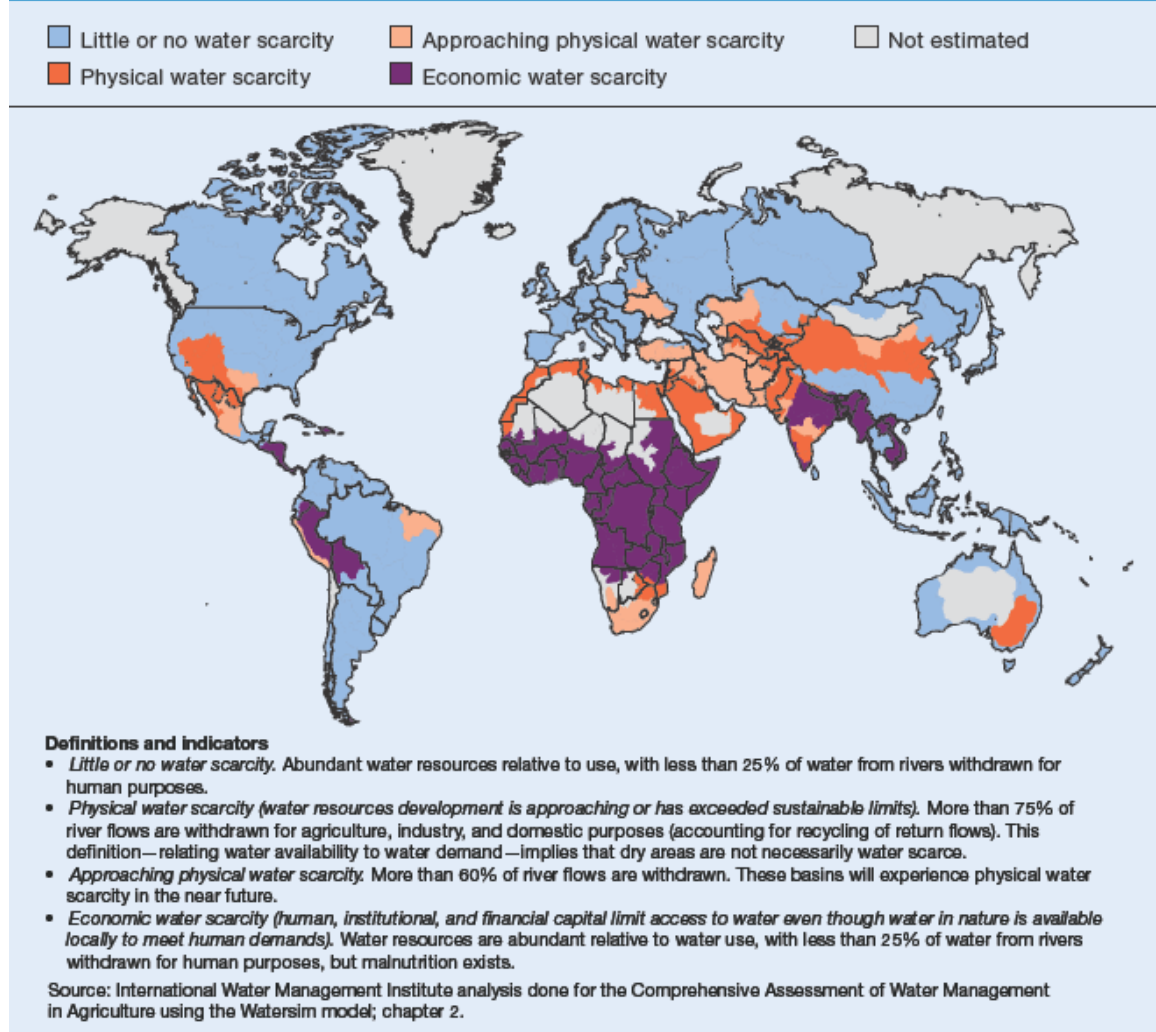 Little or no water scarcity
Approaching physical water scarcity
Not estimated
Physical water scarcity
Economic water scarcity
Definitions and indicators
• Little or no water scarcity. Abundant water resources relative to use, with less than 25% of water from rivers withdrawn for
human purposes.
• Physical water scarcity (water resources development is approaching or has exceeded sustainable limits). More than 75% of
river flows are withdrawn for agriculture, industry, and domestic purposes (accounting for recycling of return flows). This
definition—relating water availability to water demand—implies that dry areas are not necessarily water scarce.
• Approaching physical water scarcity. More than 60% of river flows are withdrawn. These basins will experience physical water
scarcity in the near future.
• Economic water scarcity (human, institutional, and financial capital limit access to water even though water in nature is available
locally to meet human demands). Water resources are abundant relative to water use, with less than 25% of water from rivers
withdrawn for human purposes, but malnutrition exists.
Source: International Water Management Institute analysis done for the Comprehensive Assessment of Water Management
in Agriculture using the Watersim model; chapter 2.